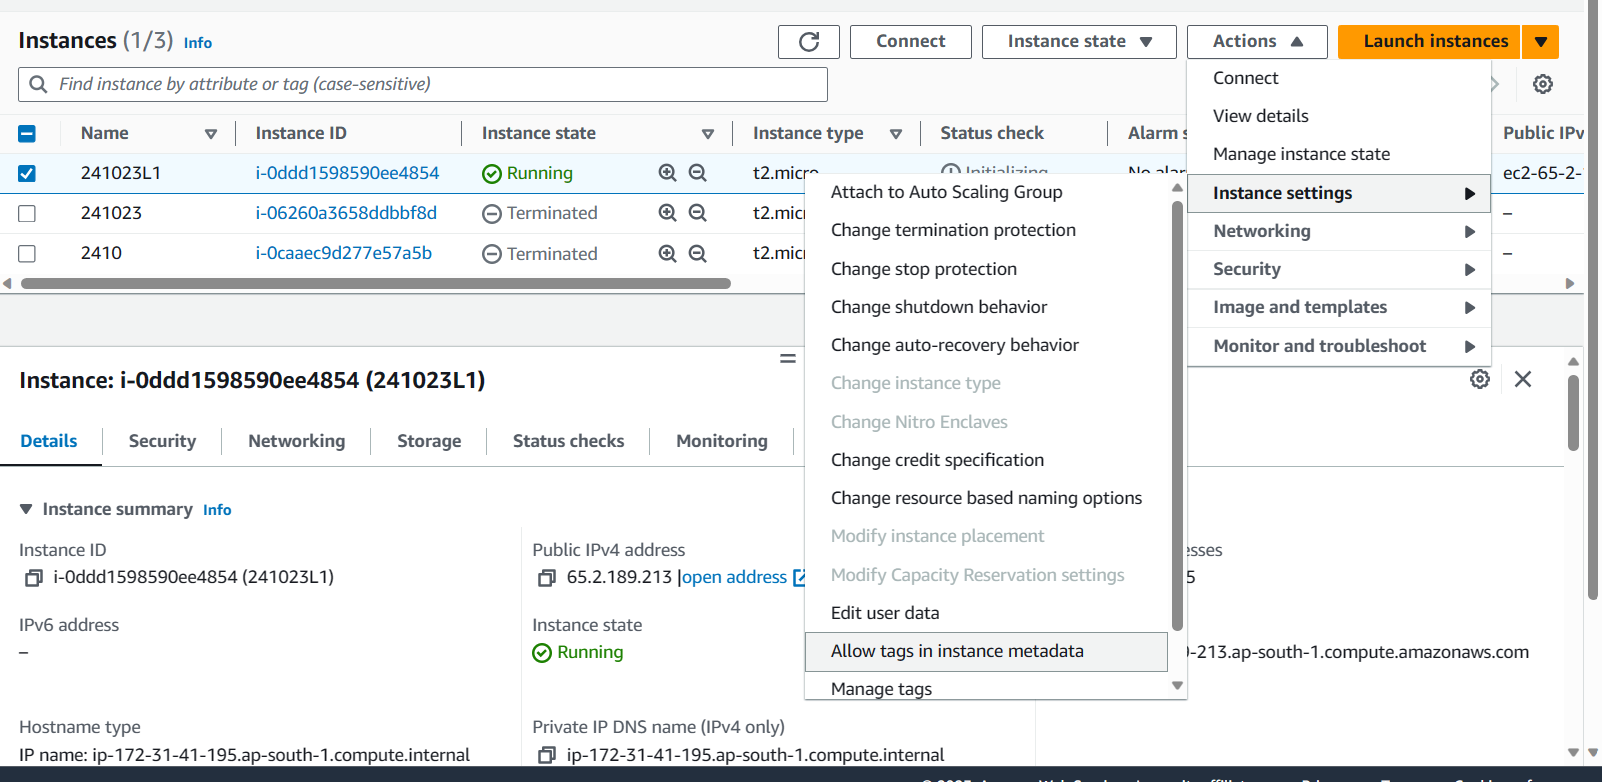 Instances (1/3) Info
Connect
Instance state
Actions
Launch instances
Find instance by attribute or tag (case-sensitive)
Connect
View details
Manage instance state
Instance settings
Networking
Security
Image and templates
Monitor and troubleshoot
Name Instance ID Instance state Instance type Status check Alarm s Public IPv
241023L1 i-0ddd1598590ee4854 Running t2.micro Initializing No alar ec2-65-2-
241023 i-06260a3658ddbbf8d Terminated t2.micr –
2410 i-0caaec9d277e57a5b Terminated t2.micr –
Attach to Auto Scaling Group
Change termination protection
Change stop protection
Change shutdown behavior
Change auto-recovery behavior
Change instance type
Change Nitro Enclaves
Change credit specification
Change resource based naming options
Modify instance placement
Modify Capacity Reservation settings
Edit user data
Allow tags in instance metadata
Manage tags
Instance: i-0ddd1598590ee4854 (241023L1)
Details Security Networking Storage Status checks Monitoring
Instance summary Info
Instance ID
i-0ddd1598590ee4854 (241023L1)
Public IPv4 address
65.2.189.213 |open address
esses
5
IPv6 address
–
Instance state
Running
-213.ap-south-1.compute.amazonaws.com
Hostname type
IP name: ip-172-31-41-195.ap-south-1.compute.internal
Private IP DNS name (IPv4 only)
ip-172-31-41-195.ap-south-1.compute.internal